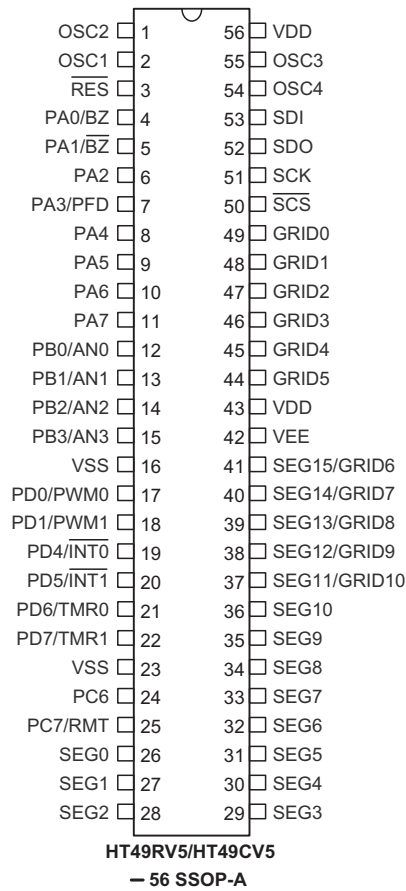 OSC2 1 56 VDD
OSC1 2 55 OSC3
R̅E̅S̅ 3 54 OSC4
PA0/BZ 4 53 SDI
PA1/B̅Z̅ 5 52 SDO
PA2 6 51 SCK
PA3/PFD 7 50 S̅C̅S̅
PA4 8 49 GRID0
PA5 9 48 GRID1
PA6 10 47 GRID2
PA7 11 46 GRID3
PB0/AN0 12 45 GRID4
PB1/AN1 13 44 GRID5
PB2/AN2 14 43 VDD
PB3/AN3 15 42 VEE
VSS 16 41 SEG15/GRID6
PD0/PWM0 17 40 SEG14/GRID7
PD1/PWM1 18 39 SEG13/GRID8
PD4/I̅N̅T̅0̅ 19 38 SEG12/GRID9
PD5/I̅N̅T̅1̅ 20 37 SEG11/GRID10
PD6/TMR0 21 36 SEG10
PD7/TMR1 22 35 SEG9
VSS 23 34 SEG8
PC6 24 33 SEG7
PC7/RMT 25 32 SEG6
SEG0 26 31 SEG5
SEG1 27 30 SEG4
SEG2 28 29 SEG3
HT49RV5/HT49CV5
– 56 SSOP-A